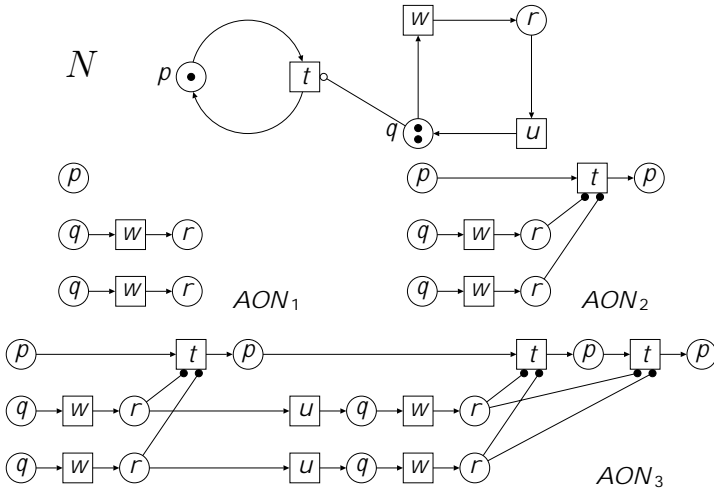 w r
N p t
q u
p p t p
q w r q w r
q w r AON1 q w r AON2
p t p t p t p
q w r u q w r
q w r u q w r
AON3